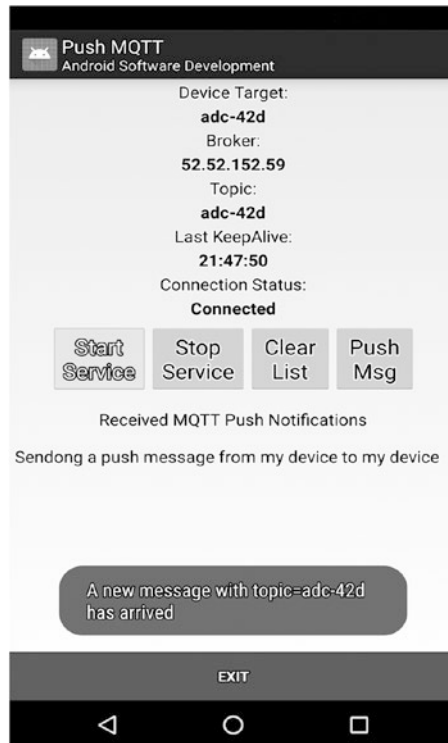 Push MQTT
Android Software Development
Device Target:
adc-42d
Broker:
52.52.152.59
Topic:
adc-42d
Last KeepAlive:
21:47:50
Connection Status:
Connected
Start Service
Stop Service
Clear List
Push Msg
Received MQTT Push Notifications
Sendong a push message from my device to my device
A new message with topic=adc-42d
has arrived
EXIT